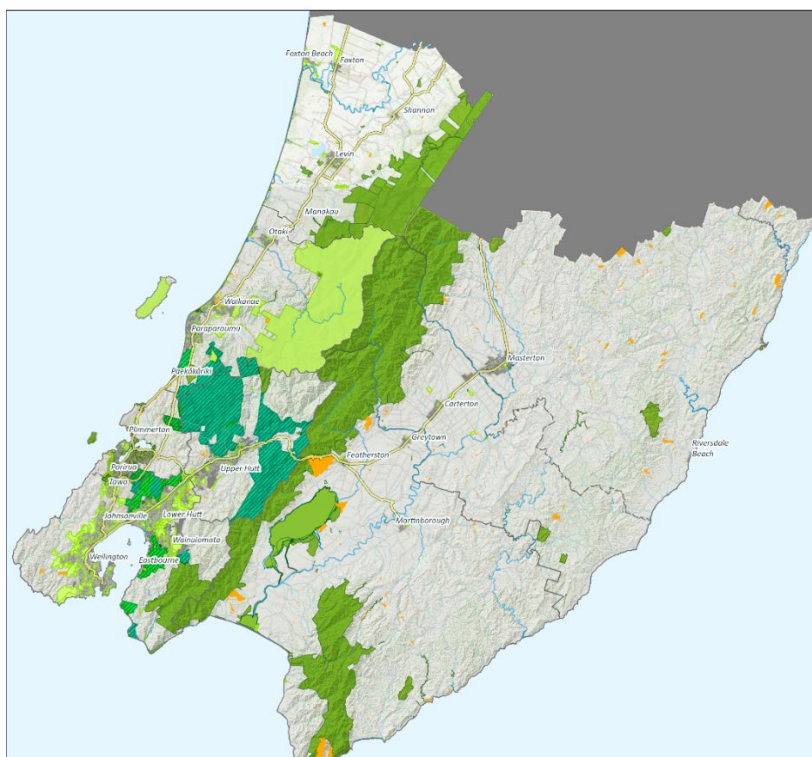 Foxton Beach
Foxton
Shannon
Levin
Manakau
Otaki
Waikanae
Paraparaumu
Masterton
Paekākāriki
Carterton
Plimmerton
Greytown
Riversdale
Beach
Porirua
Upper Hutt
Featherston
Tawa
Johnsonville
Lower Hutt
Martinborough
Wellington
Wainuiomata
Eastbourne